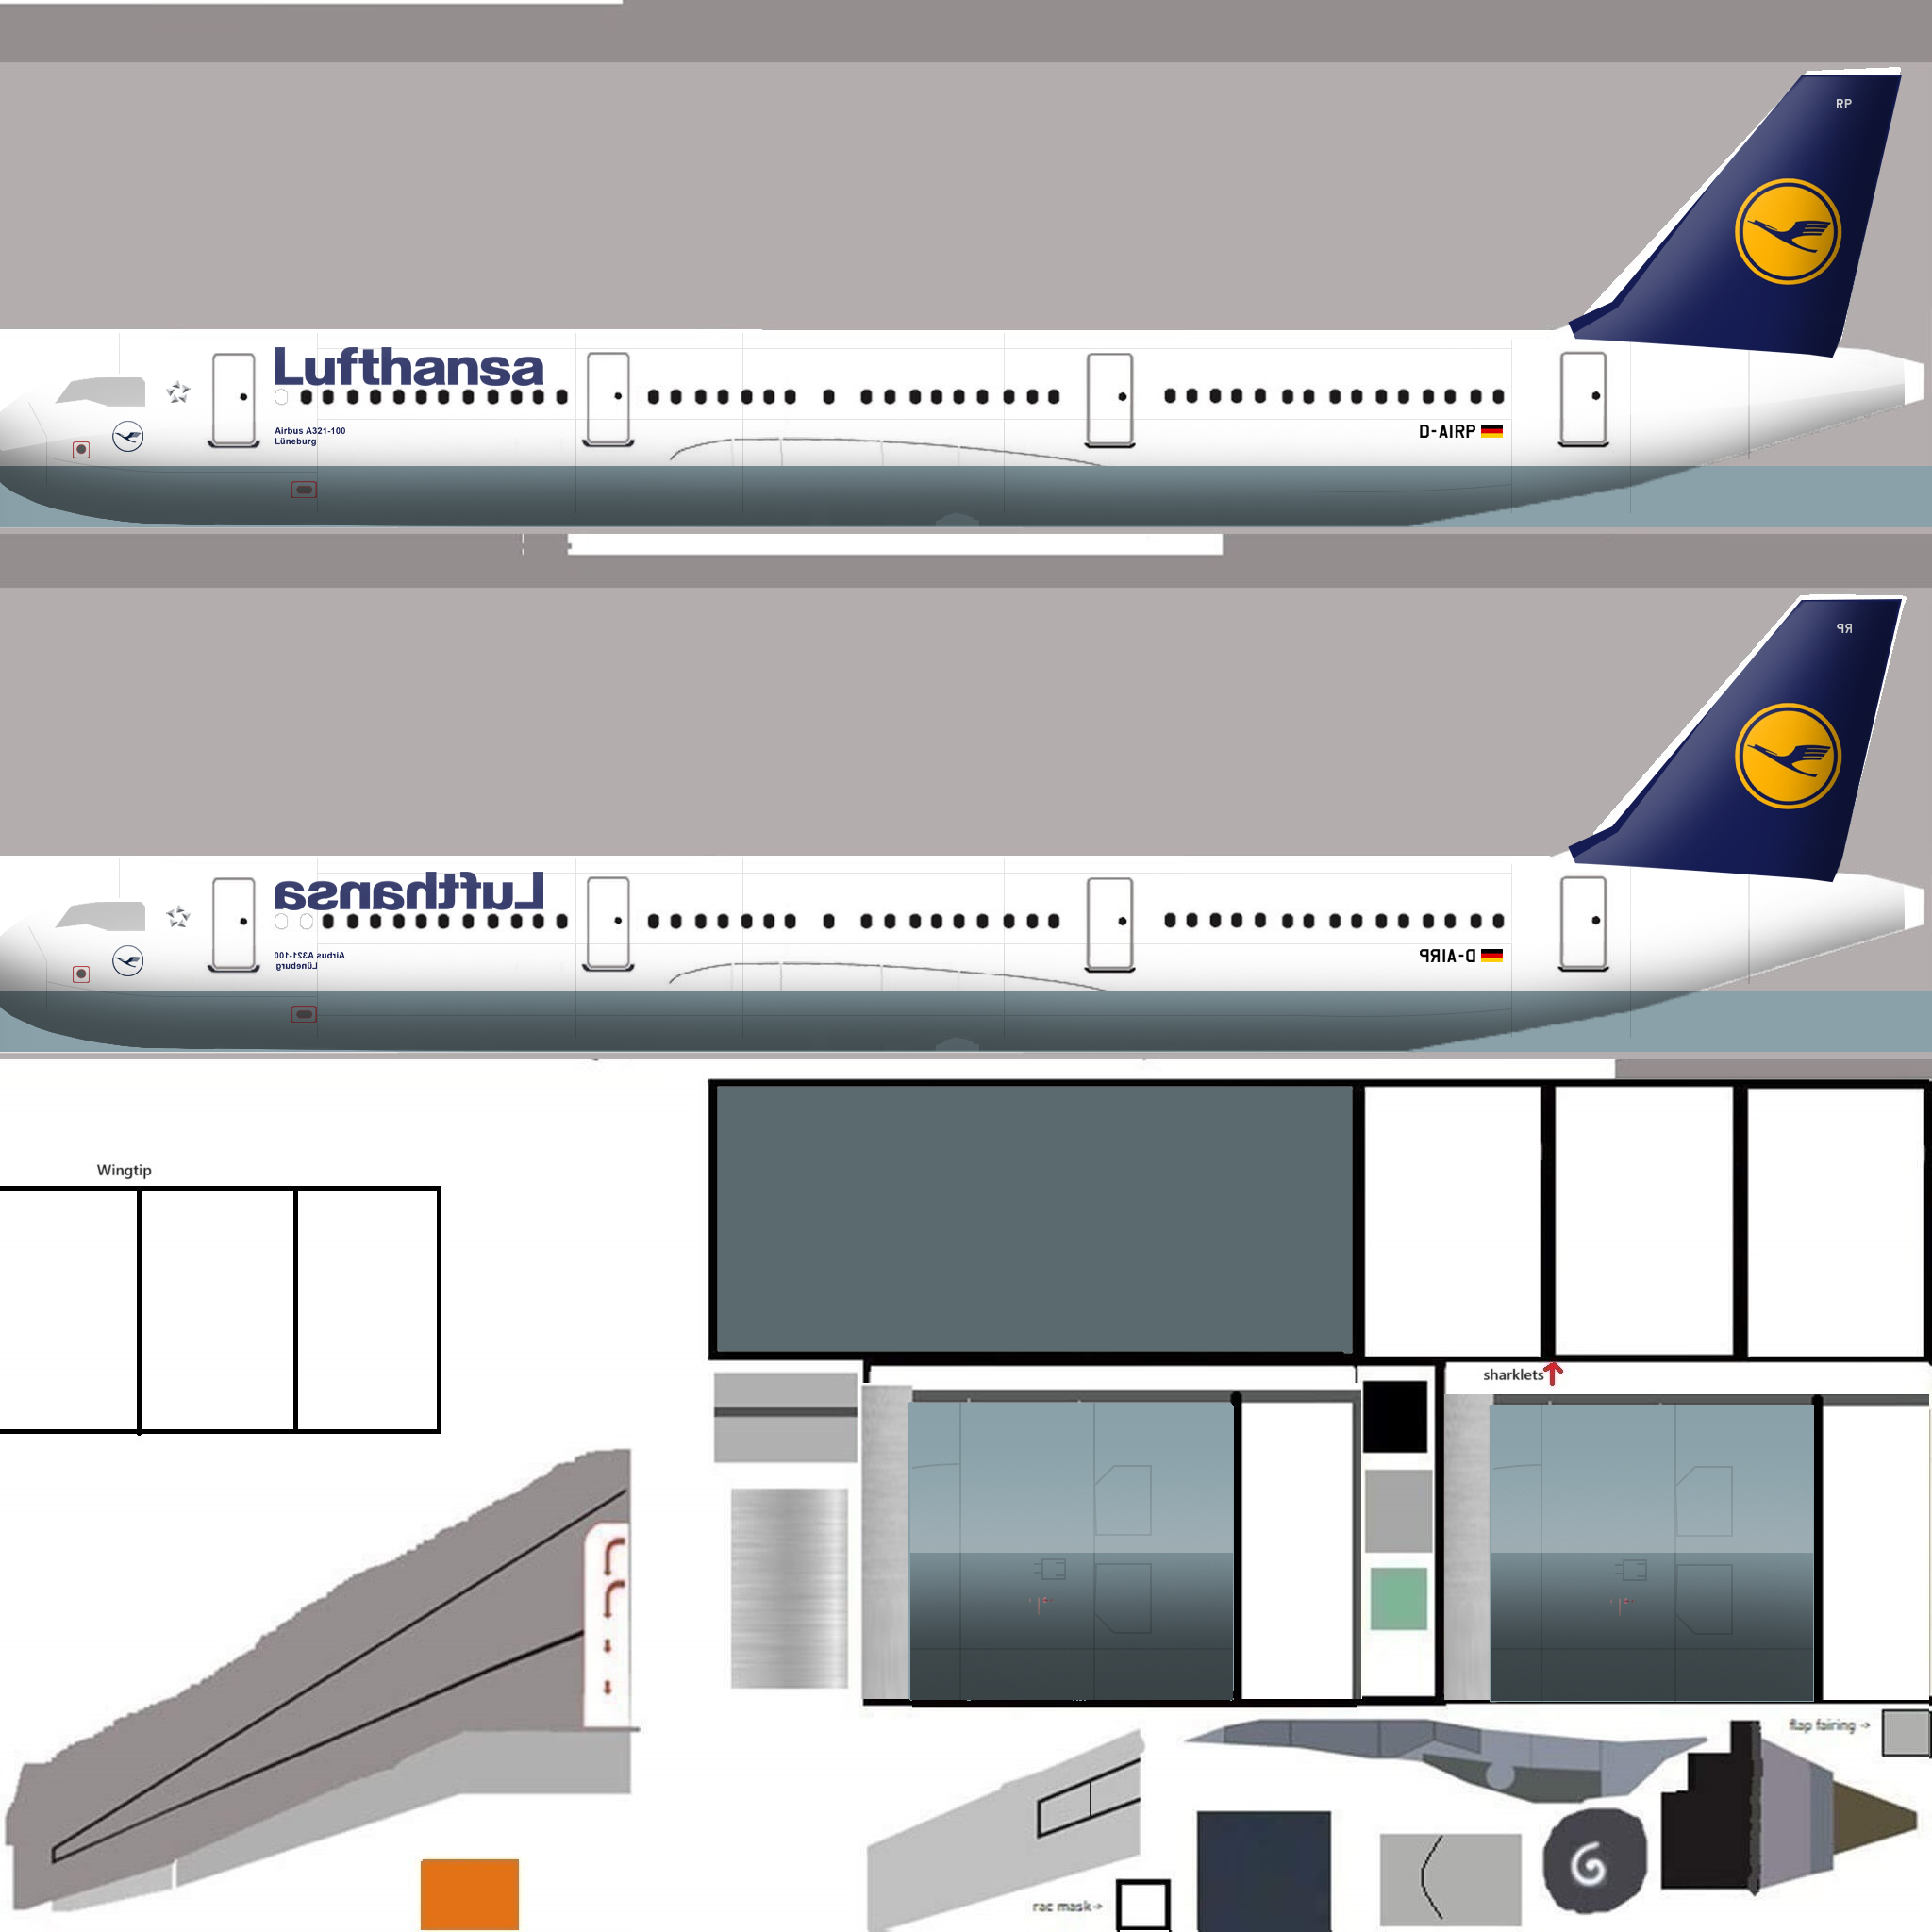 RP
Lufthansa
Airbus A321-100
Lüneburg
D-AIRP
RP
Lufthansa
Airbus A321-100
Lüneburg
D-AIRP
Wingtip
sharklets
flap fairing ->
rac mask->